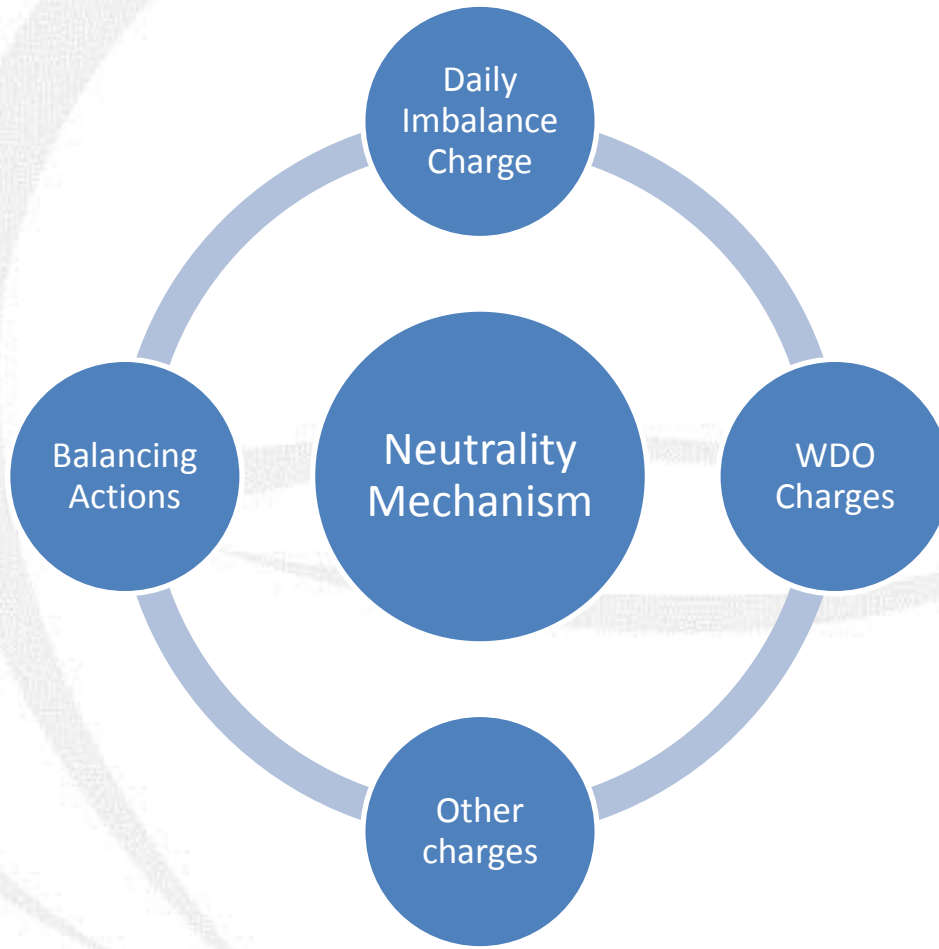 Daily
Imbalance
Charge
Balancing
Actions
Neutrality
Mechanism
WDO
Charges
Other
charges